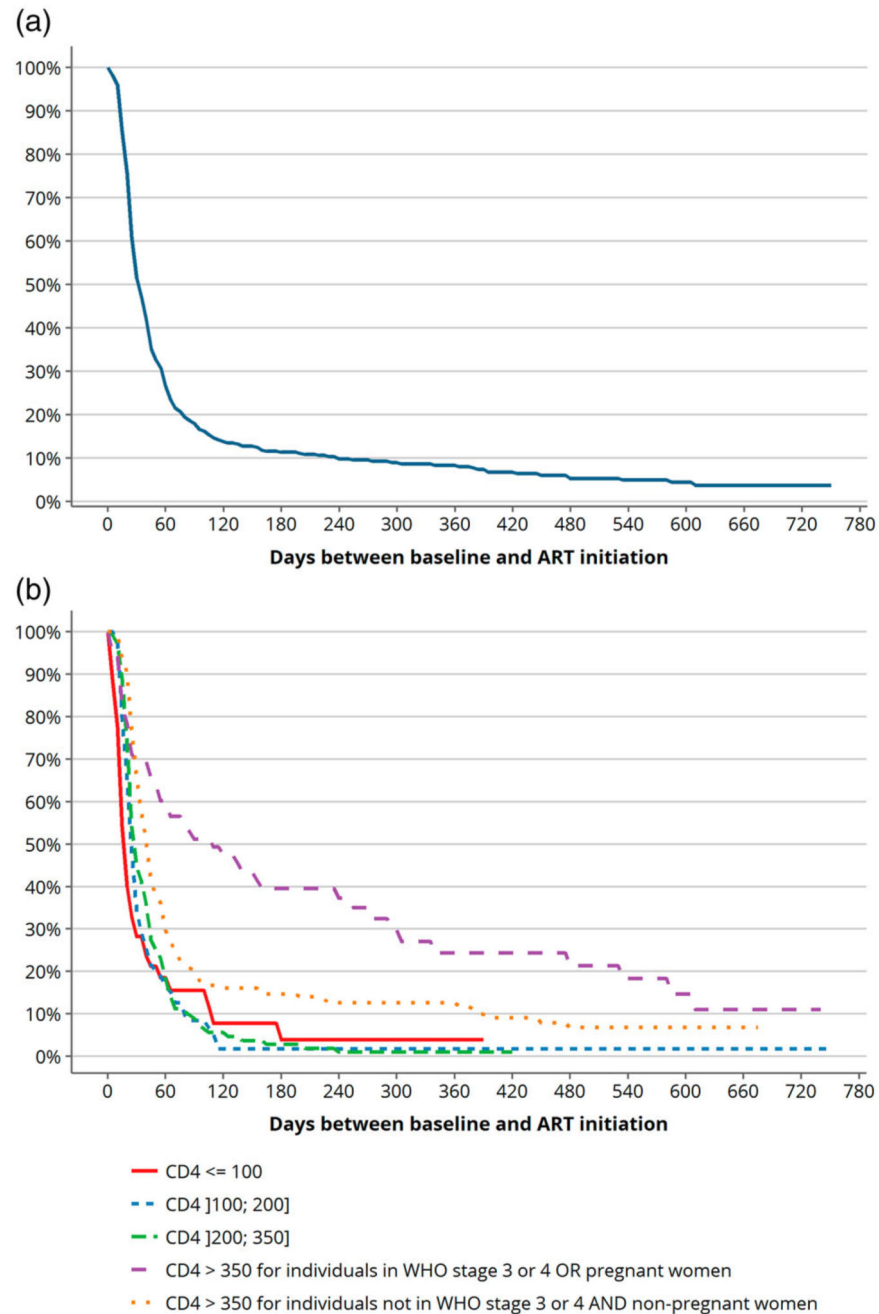 (a)
100%
90%
80%
70%
60%
50%
40%
30%
20%
10%
0%
0 60 120 180 240 300 360 420 480 540 600 660 720 780
Days between baseline and ART initiation
(b)
100%
90%
80%
70%
60%
50%
40%
30%
20%
10%
0%
0 60 120 180 240 300 360 420 480 540 600 660 720 780
Days between baseline and ART initiation
CD4 <= 100
CD4 ]100; 200]
CD4 ]200; 350]
CD4 > 350 for individuals in WHO stage 3 or 4 OR pregnant women
CD4 > 350 for individuals not in WHO stage 3 or 4 AND non-pregnant women